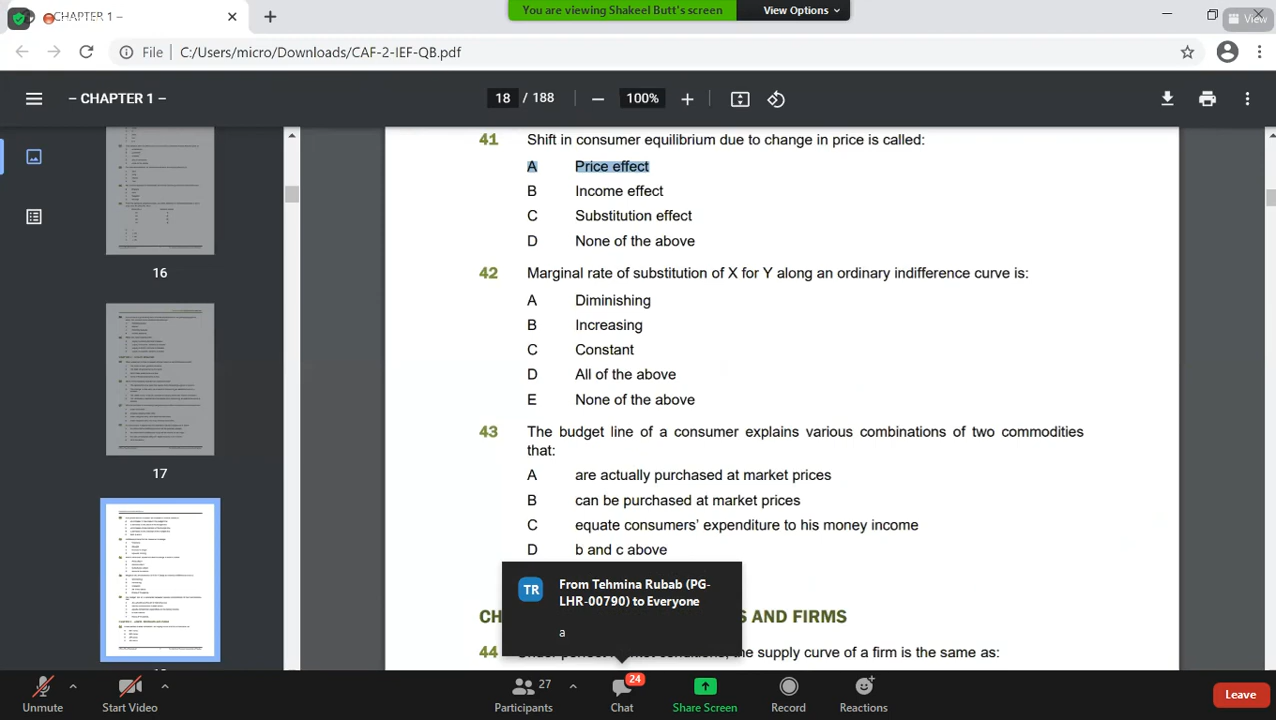 CHAPTER 1 –
You are viewing Shakeel Butt's screen
View Options
View
File
C:/Users/micro/Downloads/CAF-2-IEF-QB.pdf
– CHAPTER 1 –
18 / 188
100%
16
17
41 Shift in consumer equilibrium due to change in price is called:
A Price effect
B Income effect
C Substitution effect
D None of the above
42 Marginal rate of substitution of X for Y along an ordinary indifference curve is:
A Diminishing
B Increasing
C Constant
D All of the above
E None of the above
43 The budget line of a consumer explains various combinations of two commodities
that:
A are actually purchased at market prices
B can be purchased at market prices
C equate consumers' expenditure to his money income
D b and c above
TR
From Tehmina Rubab (PG-
LHR-00790) to Everyone
a
CH S AND FIRMS
44 the supply curve of a firm is the same as:
Unmute
Start Video
27
Participants
24
Chat
Share Screen
Record
Reactions
Leave